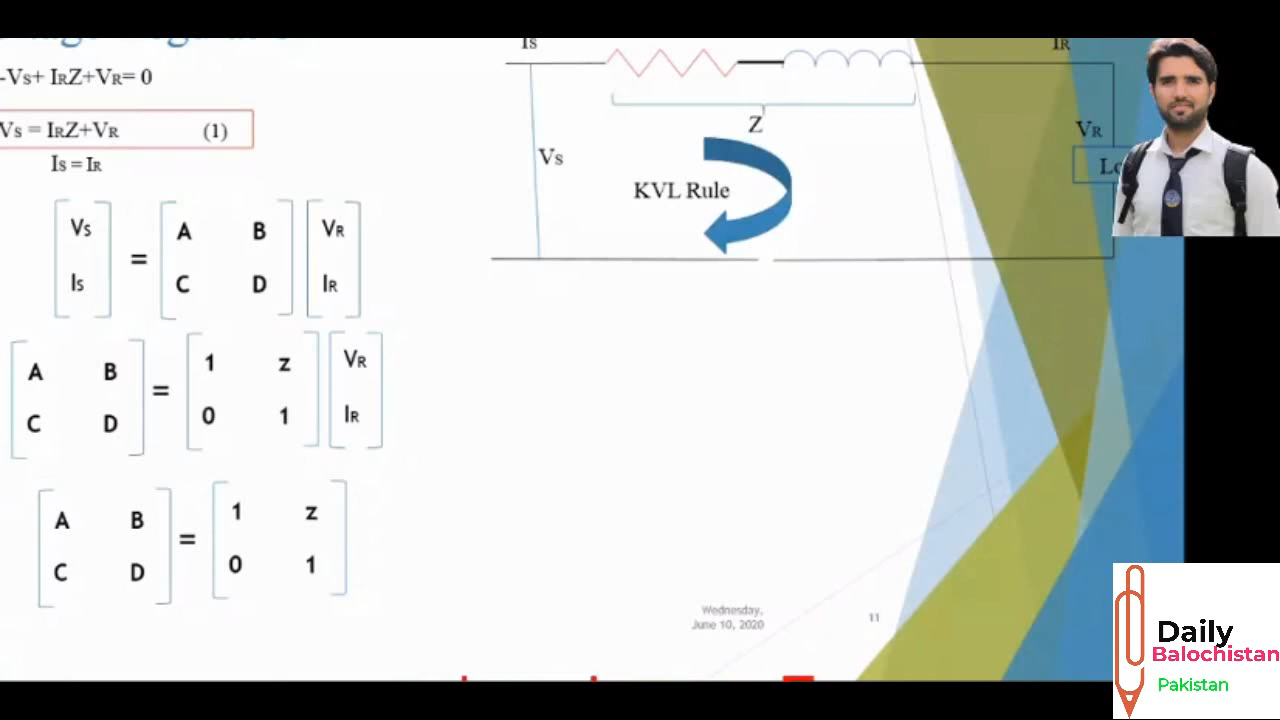 -Vs+ IRZ+VR= 0
Vs = IRZ+VR (1)
Is = IR
Vs
Is
=
A B
C D
VR
IR
A B
C D
=
1 z
0 1
VR
IR
A B
C D
=
1 z
0 1
Is
IR
Z
Vs
KVL Rule
VR
Wednesday,
June 10, 2020
11
Daily
Balochistan
Pakistan